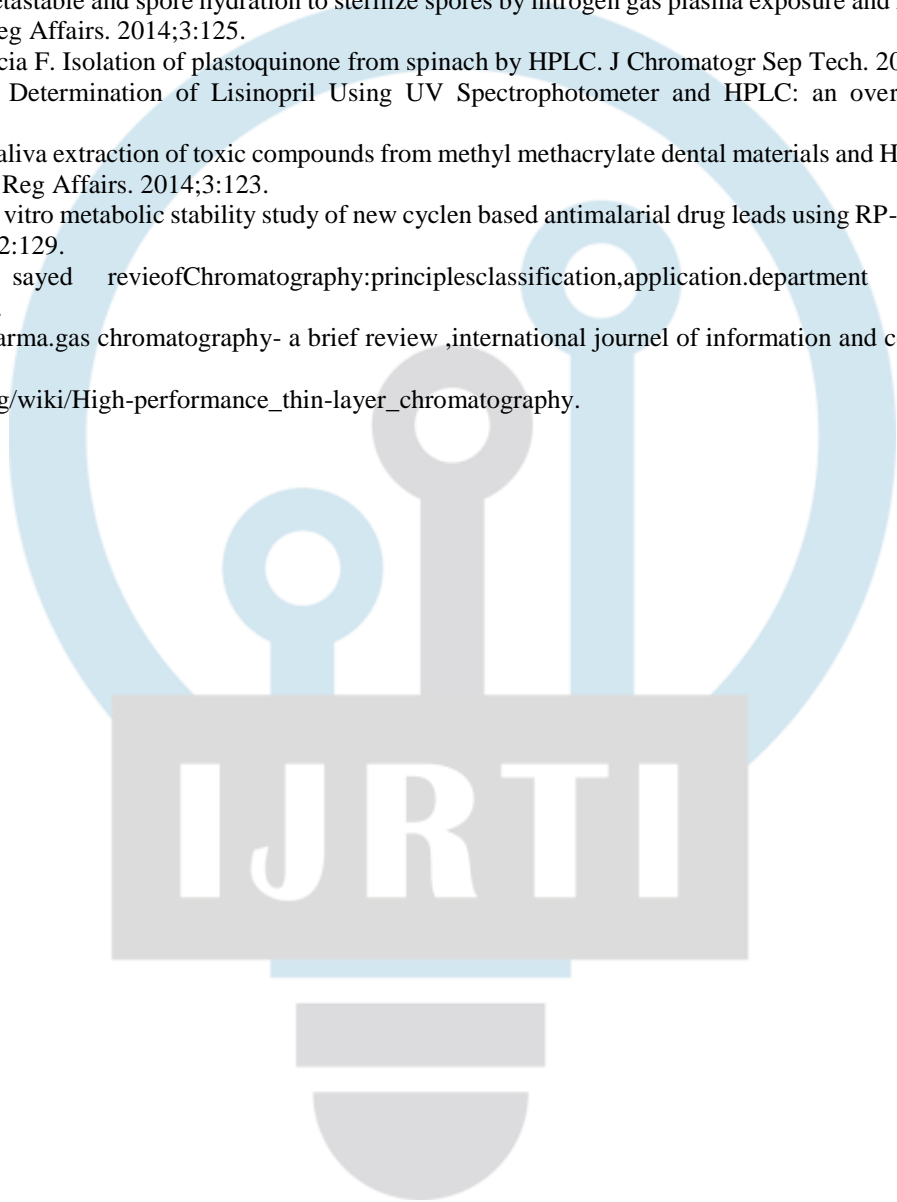 etastable and spore hydration to sterilize spores by nitrogen gas plasma exposure and
eg Affairs. 2014;3:125.
cia F. Isolation of plastoquinone from spinach by HPLC. J Chromatogr Sep Tech. 20
Determination of Lisinopril Using UV Spectrophotometer and HPLC: an over
aliva extraction of toxic compounds from methyl methacrylate dental materials and H
Reg Affairs. 2014;3:123.
vitro metabolic stability study of new cyclen based antimalarial drug leads using RP-
2:129.
sayed revieofChromatography:principlesclassification,application.department
arma.gas chromatography- a brief review ,international journel of information and c
g/wiki/High-performance_thin-layer_chromatography.
IJRTI